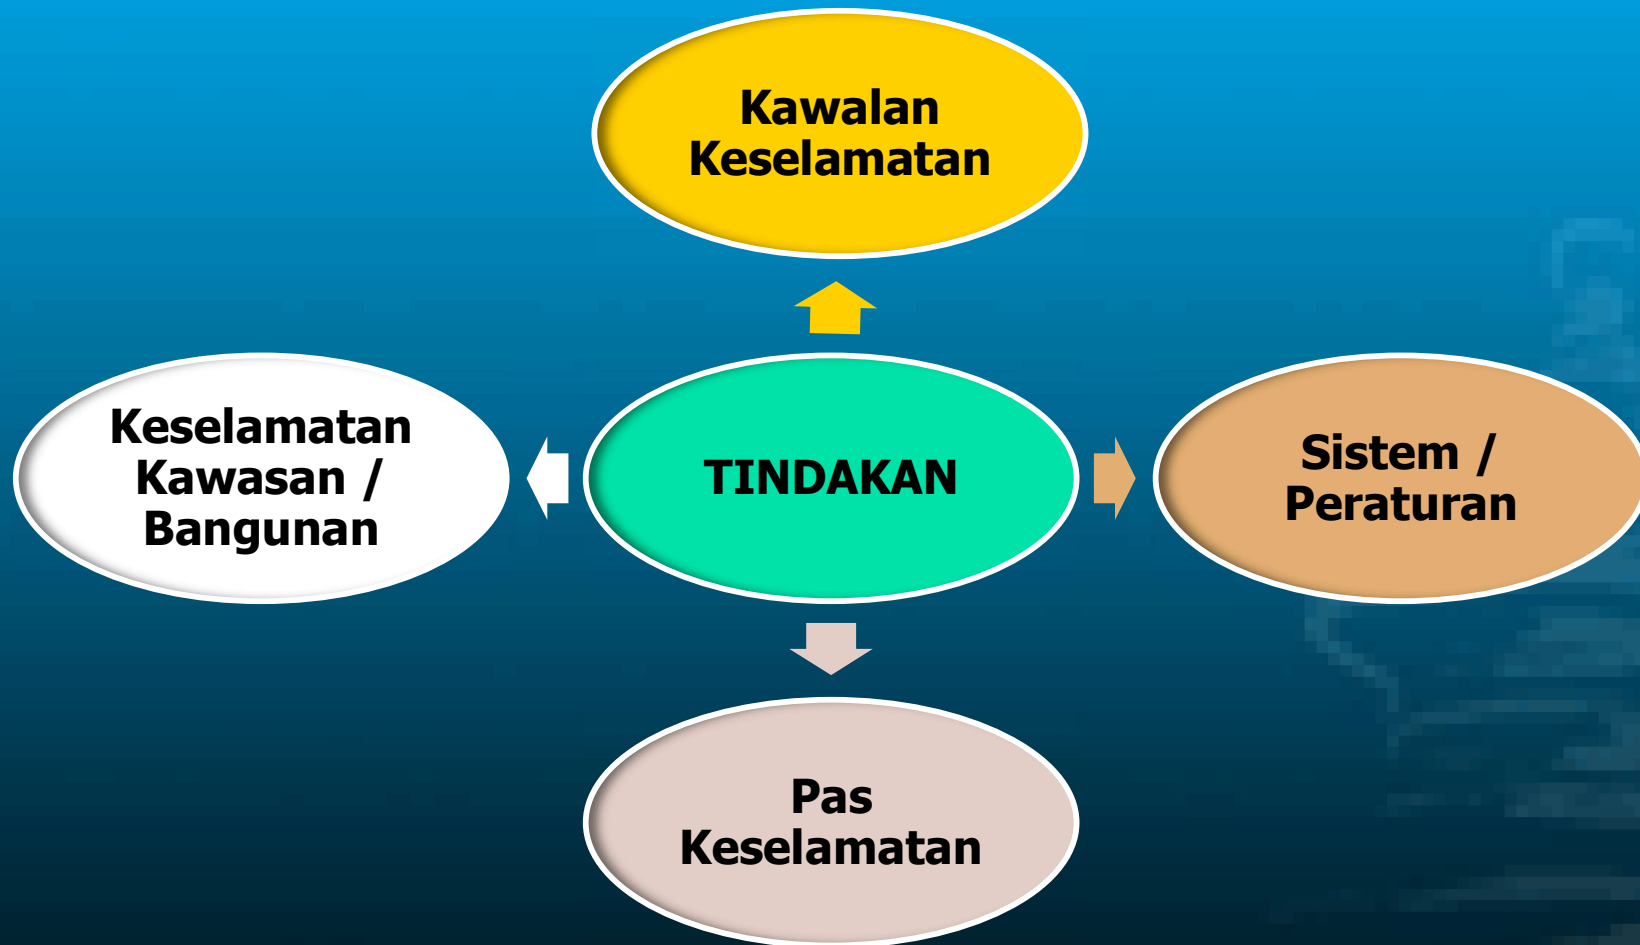 Kawalan
Keselamatan
Keselamatan
Kawasan /
Bangunan
TINDAKAN
Sistem /
Peraturan
Pas
Keselamatan